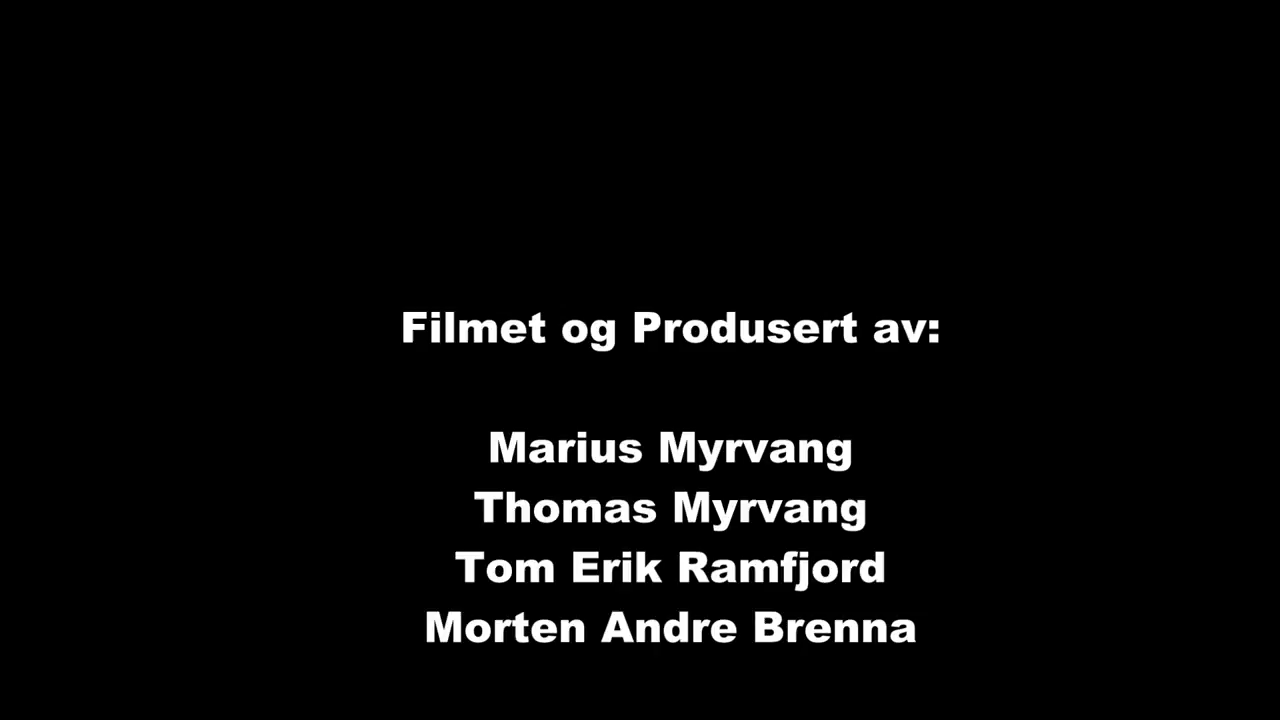 Filmet og Produsert av:
Marius Myrvang
Thomas Myrvang
Tom Erik Ramfjord
Morten Andre Brenna